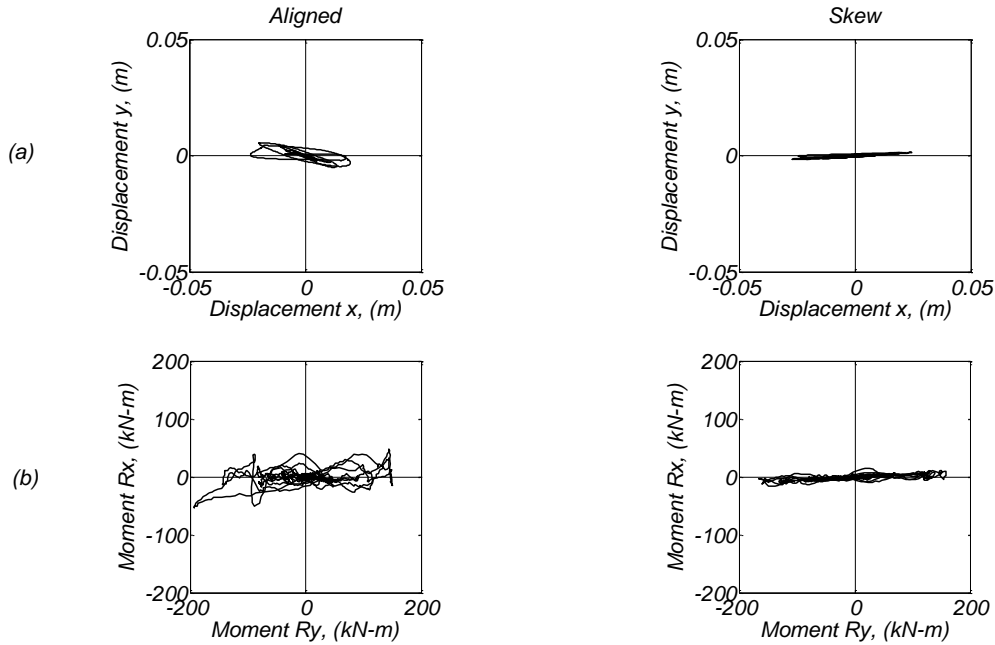 Aligned
Skew
(a)
0.05
0
-0.05
Displacement y, (m)
-0.05
0
0.05
Displacement x, (m)
0.05
0
-0.05
Displacement y, (m)
-0.05
0
0.05
Displacement x, (m)
(b)
200
100
0
-100
-200
Moment Rx, (kN-m)
-200
0
200
Moment Ry, (kN-m)
200
100
0
-100
-200
Moment Rx, (kN-m)
-200
0
200
Moment Ry, (kN-m)